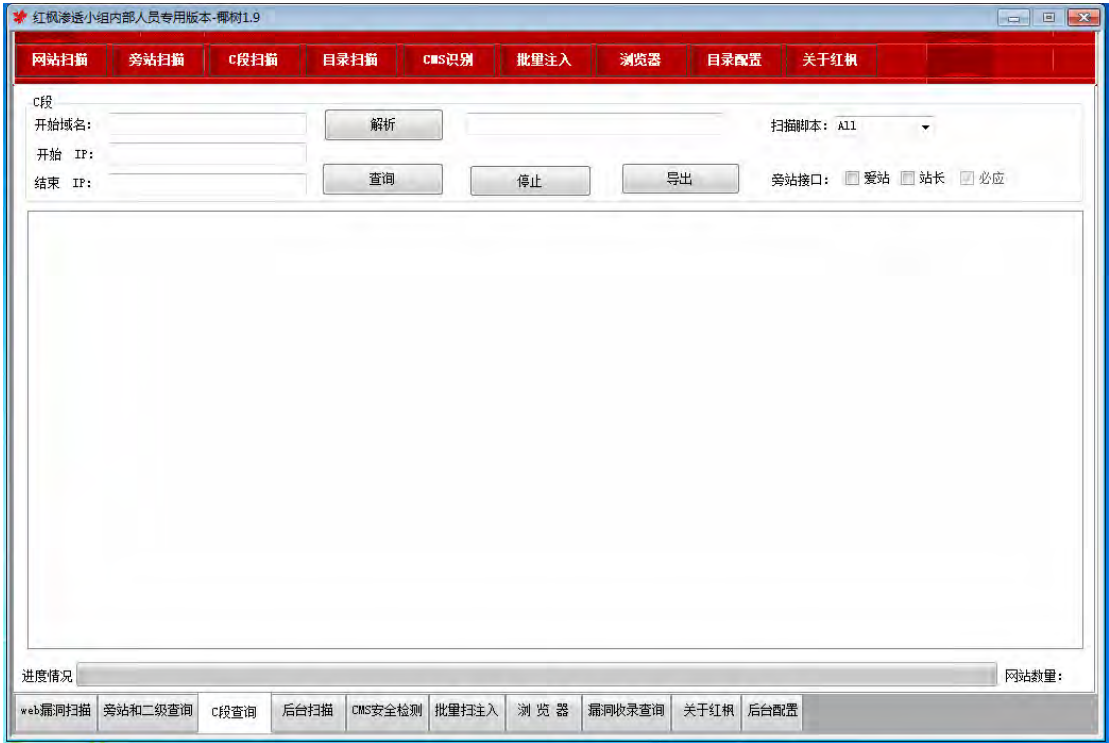 红枫渗透小组内部人员专用版本-椰树1.9
网站扫描 旁站扫描 C段扫描 目录扫描 CMS识别 批量注入 浏览器 目录配置 关于红枫
C段
开始域名： 解析 扫描脚本： All
开始 IP：
结束 IP： 查询 停止 导出 旁站接口： 爱站 站长 必应
进度情况 网站数量：
web漏洞扫描 旁站和二级查询 C段查询 后台扫描 CMS安全检测 批量扫注入 浏 览 器 漏洞收录查询 关于红枫 后台配置